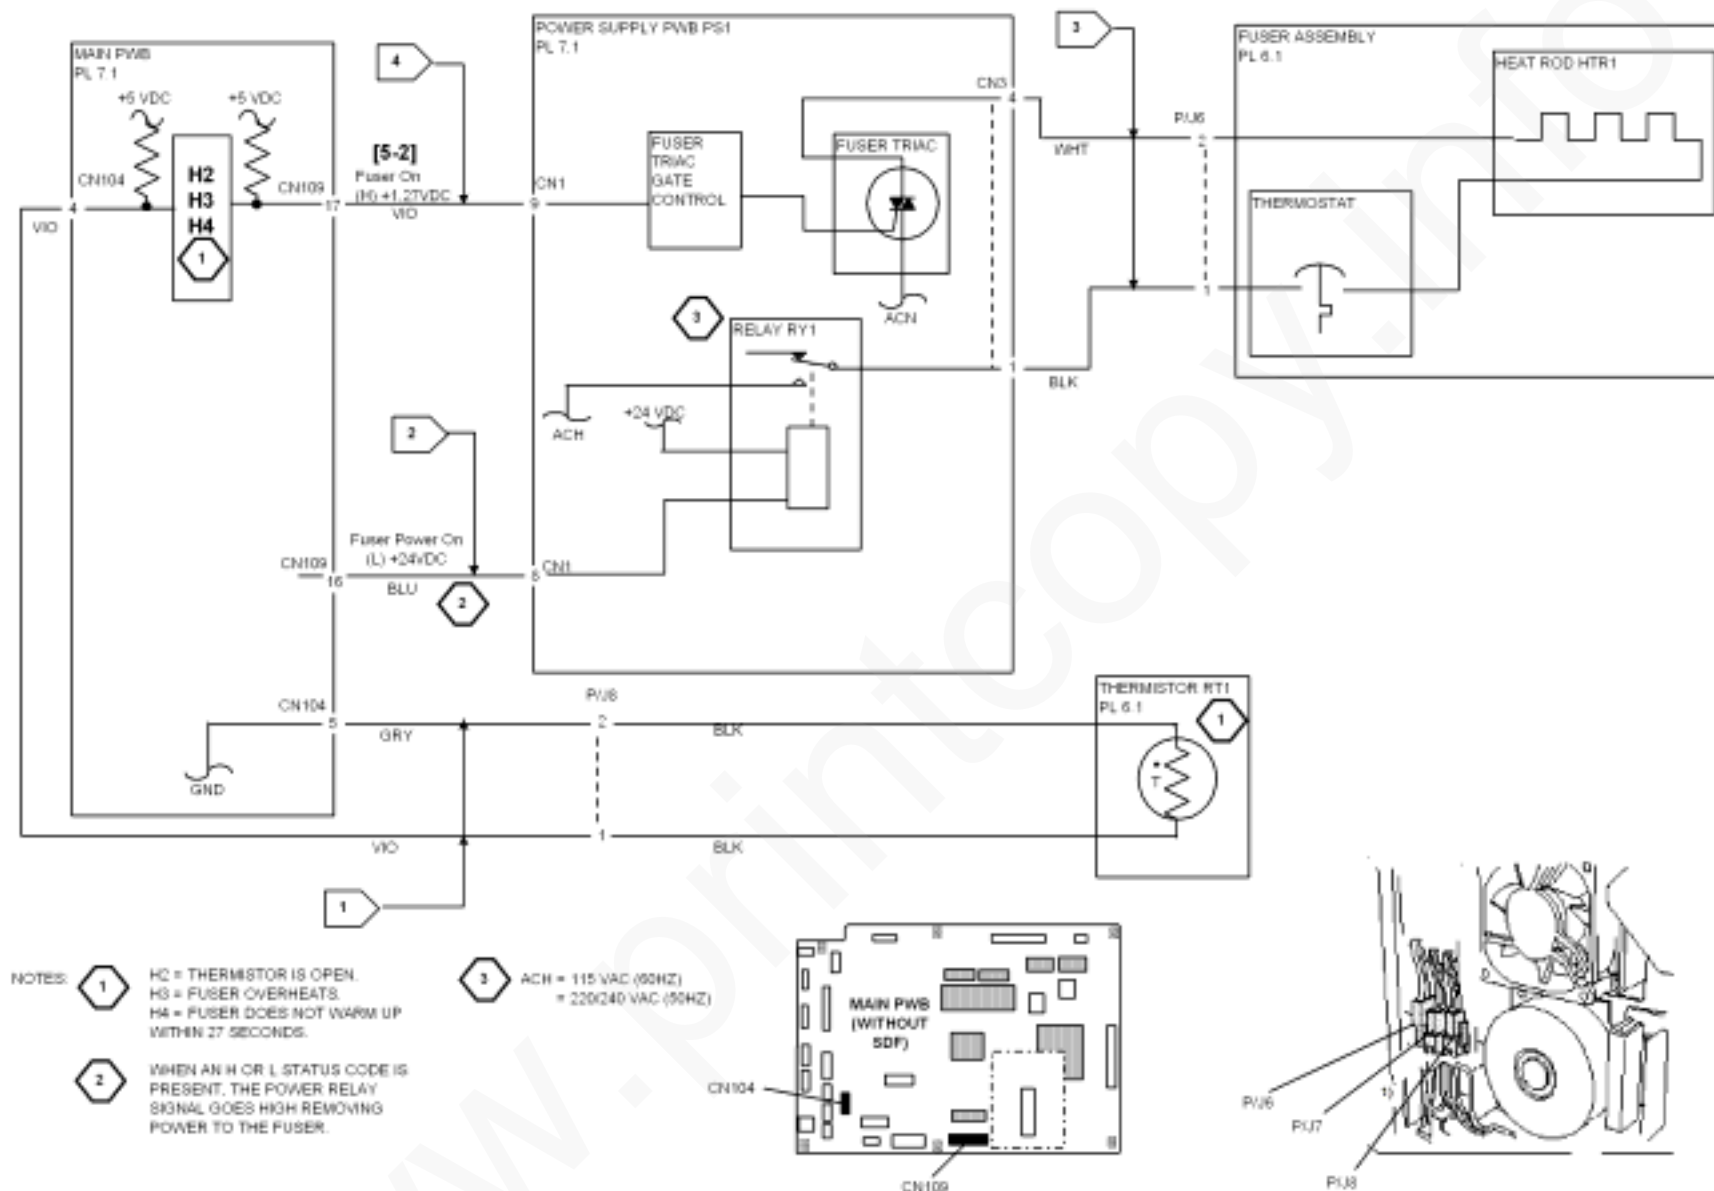 MAIN PWB
PL 7.1
+5 VDC
+5 VDC
CN104
4
VIO
H2
H3
H4
1
CN109
17
[5-2]
Fuser On
(H) +1.27VDC
VIO
4
POWER SUPPLY PWB PS1
PL 7.1
CN1
9
FUSER
TRIAC
GATE
CONTROL
FUSER TRIAC
ACN
CN3
4
3
WHT
P/J6
2
1
FUSER ASSEMBLY
PL 6.1
HEAT ROD HTR1
THERMOSTAT
3
RELAY RY1
ACH
+24 VDC
1
BLK
2
Fuser Power On
(L) +24VDC
CN109
16
BLU
2
CN1
CN104
5
GRY
GND
P/J8
2
BLK
THERMISTOR RT1
PL 6.1
1
T
VIO
1
BLK
1
NOTES:
1
H2 = THERMISTOR IS OPEN.
H3 = FUSER OVERHEATS.
H4 = FUSER DOES NOT WARM UP
WITHIN 27 SECONDS.
2
WHEN AN H OR L STATUS CODE IS
PRESENT, THE POWER RELAY
SIGNAL GOES HIGH REMOVING
POWER TO THE FUSER.
3
ACH = 115 VAC (60HZ)
= 220/240 VAC (50HZ)
MAIN PWB
(WITHOUT
SDF)
CN104
CN109
P/J6
P/J7
P/J8
www.printcopy.info